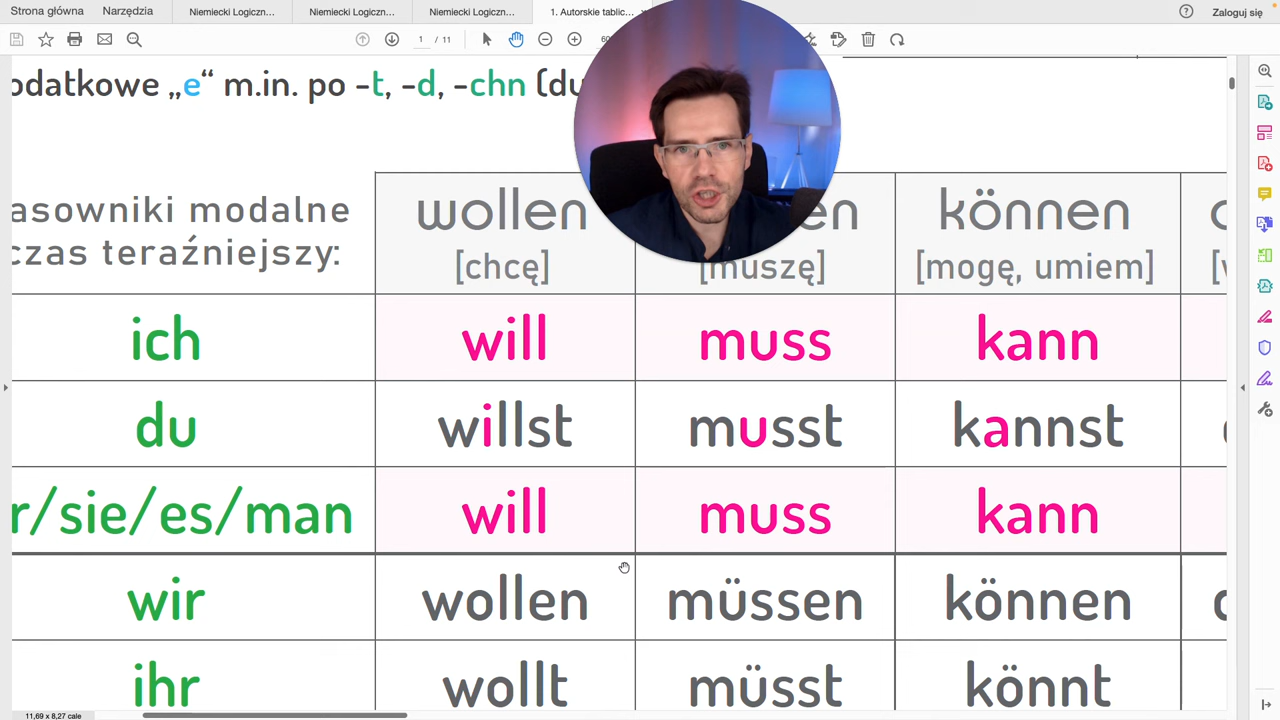 Strona główna Narzędzia Niemiecki Logiczn... Niemiecki Logiczn... Niemiecki Logiczn... 1. Autorskie tablic... Zaloguj się
1 / 11
odatkowe „e“ m.in. po -t, -d, -chn (du
asowniki modalne
czas teraźniejszy:
wollen
[chcę]
en
[muszę]
können
[mogę, umiem]
ich will muss kann
du willst musst kannst
r/sie/es/man will muss kann
wir wollen müssen können
ihr wollt müsst könnt
11,69 x 8,27 cale